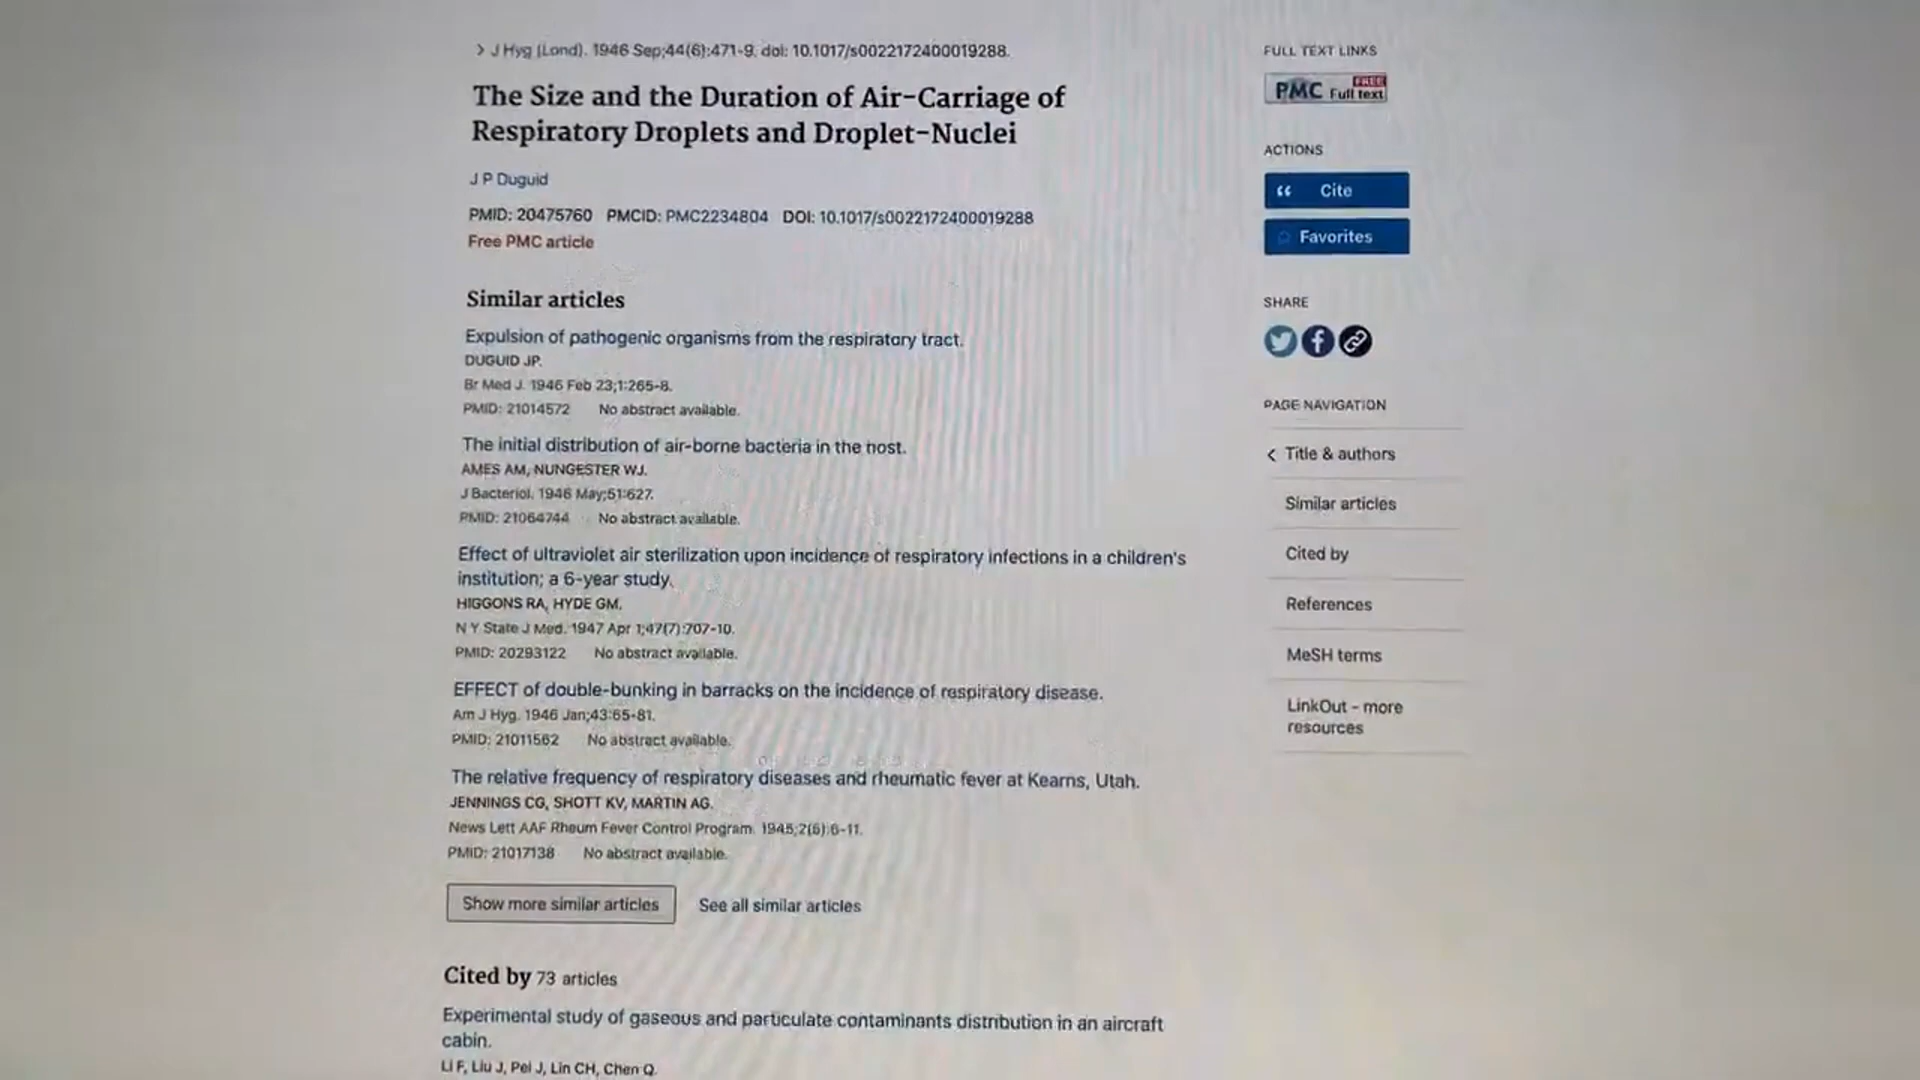 > J Hyg (Lond). 1946 Sep;44(6):471-9. doi: 10.1017/s0022172400019288.
The Size and the Duration of Air-Carriage of
Respiratory Droplets and Droplet-Nuclei
J P Duguid
PMID: 20475760 PMCID: PMC2234804 DOI: 10.1017/s0022172400019288
Free PMC article
Similar articles
Expulsion of pathogenic organisms from the respiratory tract.
DUGUID JP.
Br Med J. 1946 Feb 23;1:265-8.
PMID: 21014572 No abstract available.
The initial distribution of air-borne bacteria in the host.
AMES AM, NUNGESTER WJ.
J Bacteriol. 1946 May;51:627.
PMID: 21064744 No abstract available.
Effect of ultraviolet air sterilization upon incidence of respiratory infections in a children's
institution; a 6-year study.
HIGGONS RA, HYDE GM.
N Y State J Med. 1947 Apr 1;47(7):707-10.
PMID: 20293122 No abstract available.
EFFECT of double-bunking in barracks on the incidence of respiratory disease.
Am J Hyg. 1946 Jan;43:65-81.
PMID: 21011562 No abstract available.
The relative frequency of respiratory diseases and rheumatic fever at Kearns, Utah.
JENNINGS CG, SHOTT KV, MARTIN AG.
News Lett AAF Rheum Fever Control Program. 1945;2(6):6-11.
PMID: 21017138 No abstract available.
Show more similar articles See all similar articles
Cited by 73 articles
Experimental study of gaseous and particulate contaminants distribution in an aircraft
cabin.
Li F, Liu J, Pei J, Lin CH, Chen Q.
FULL TEXT LINKS
PMC FREE Full text
ACTIONS
Cite
Favorites
SHARE
PAGE NAVIGATION
< Title & authors
Similar articles
Cited by
References
MeSH terms
LinkOut - more
resources